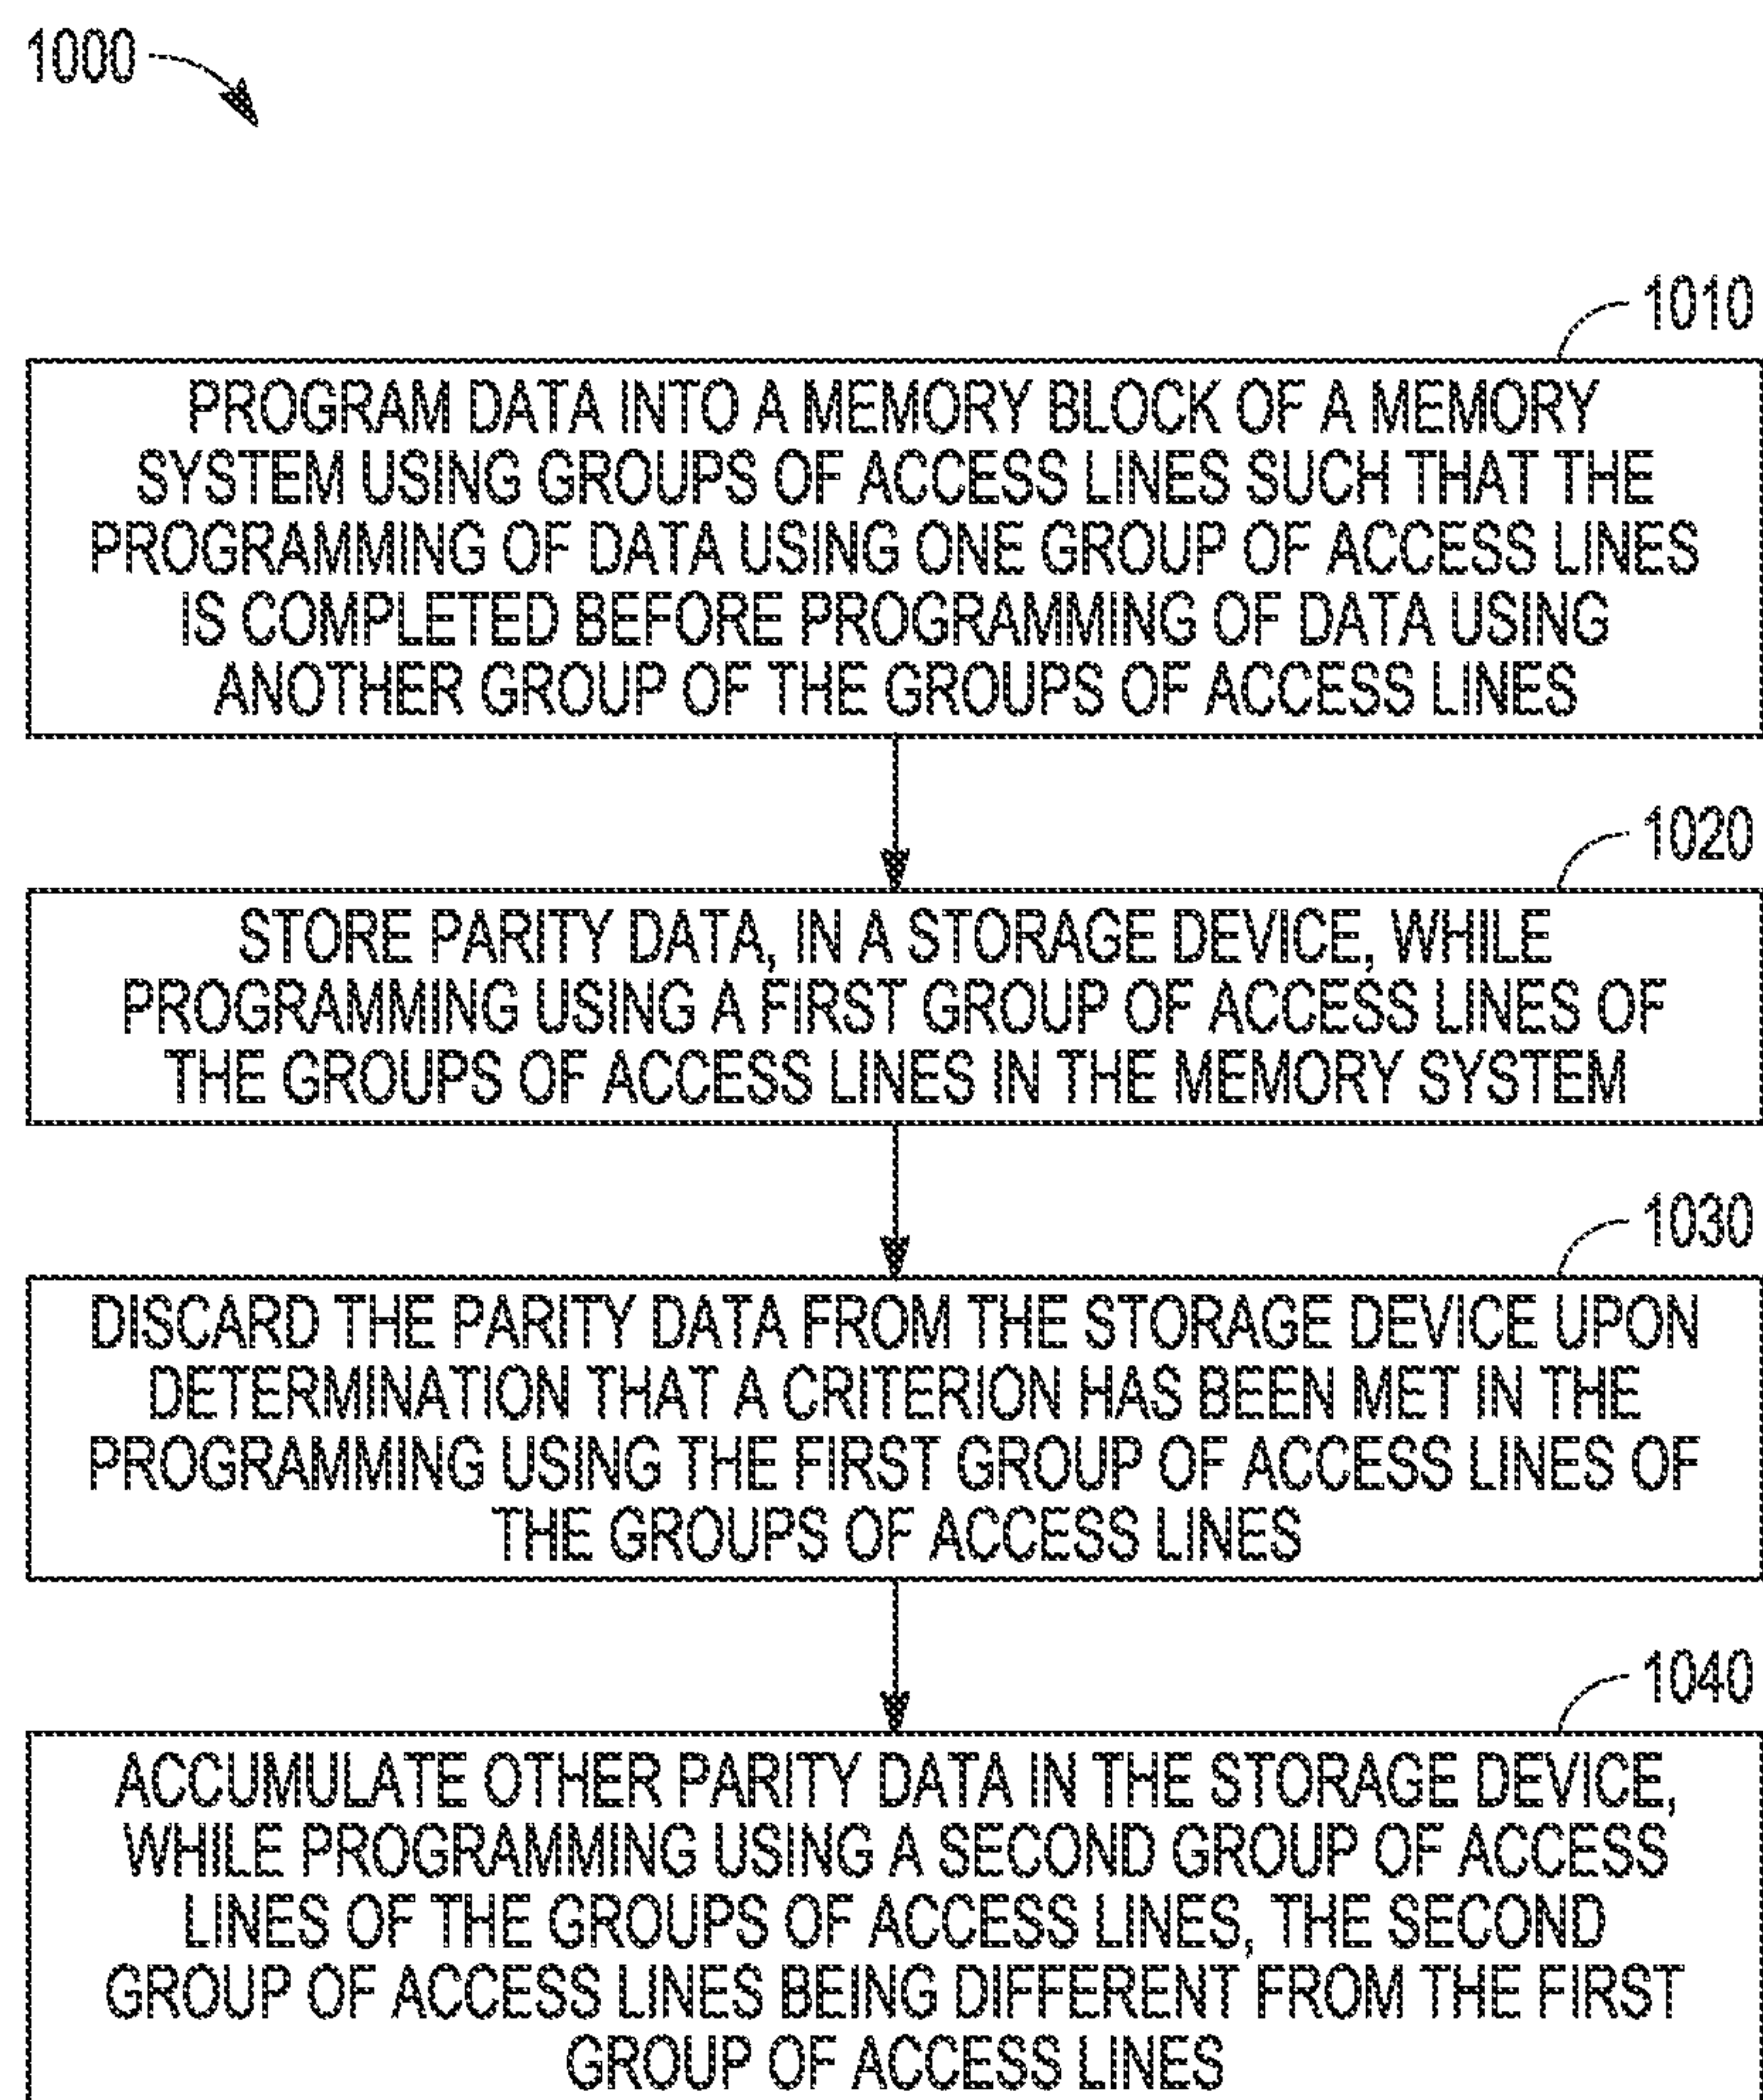 1000
1010
PROGRAM DATA INTO A MEMORY BLOCK OF A MEMORY
SYSTEM USING GROUPS OF ACCESS LINES SUCH THAT THE
PROGRAMMING OF DATA USING ONE GROUP OF ACCESS LINES
IS COMPLETED BEFORE PROGRAMMING OF DATA USING
ANOTHER GROUP OF THE GROUPS OF ACCESS LINES
1020
STORE PARITY DATA, IN A STORAGE DEVICE, WHILE
PROGRAMMING USING A FIRST GROUP OF ACCESS LINES OF
THE GROUPS OF ACCESS LINES IN THE MEMORY SYSTEM
1030
DISCARD THE PARITY DATA FROM THE STORAGE DEVICE UPON
DETERMINATION THAT A CRITERION HAS BEEN MET IN THE
PROGRAMMING USING THE FIRST GROUP OF ACCESS LINES OF
THE GROUPS OF ACCESS LINES
1040
ACCUMULATE OTHER PARITY DATA IN THE STORAGE DEVICE,
WHILE PROGRAMMING USING A SECOND GROUP OF ACCESS
LINES OF THE GROUPS OF ACCESS LINES, THE SECOND
GROUP OF ACCESS LINES BEING DIFFERENT FROM THE FIRST
GROUP OF ACCESS LINES